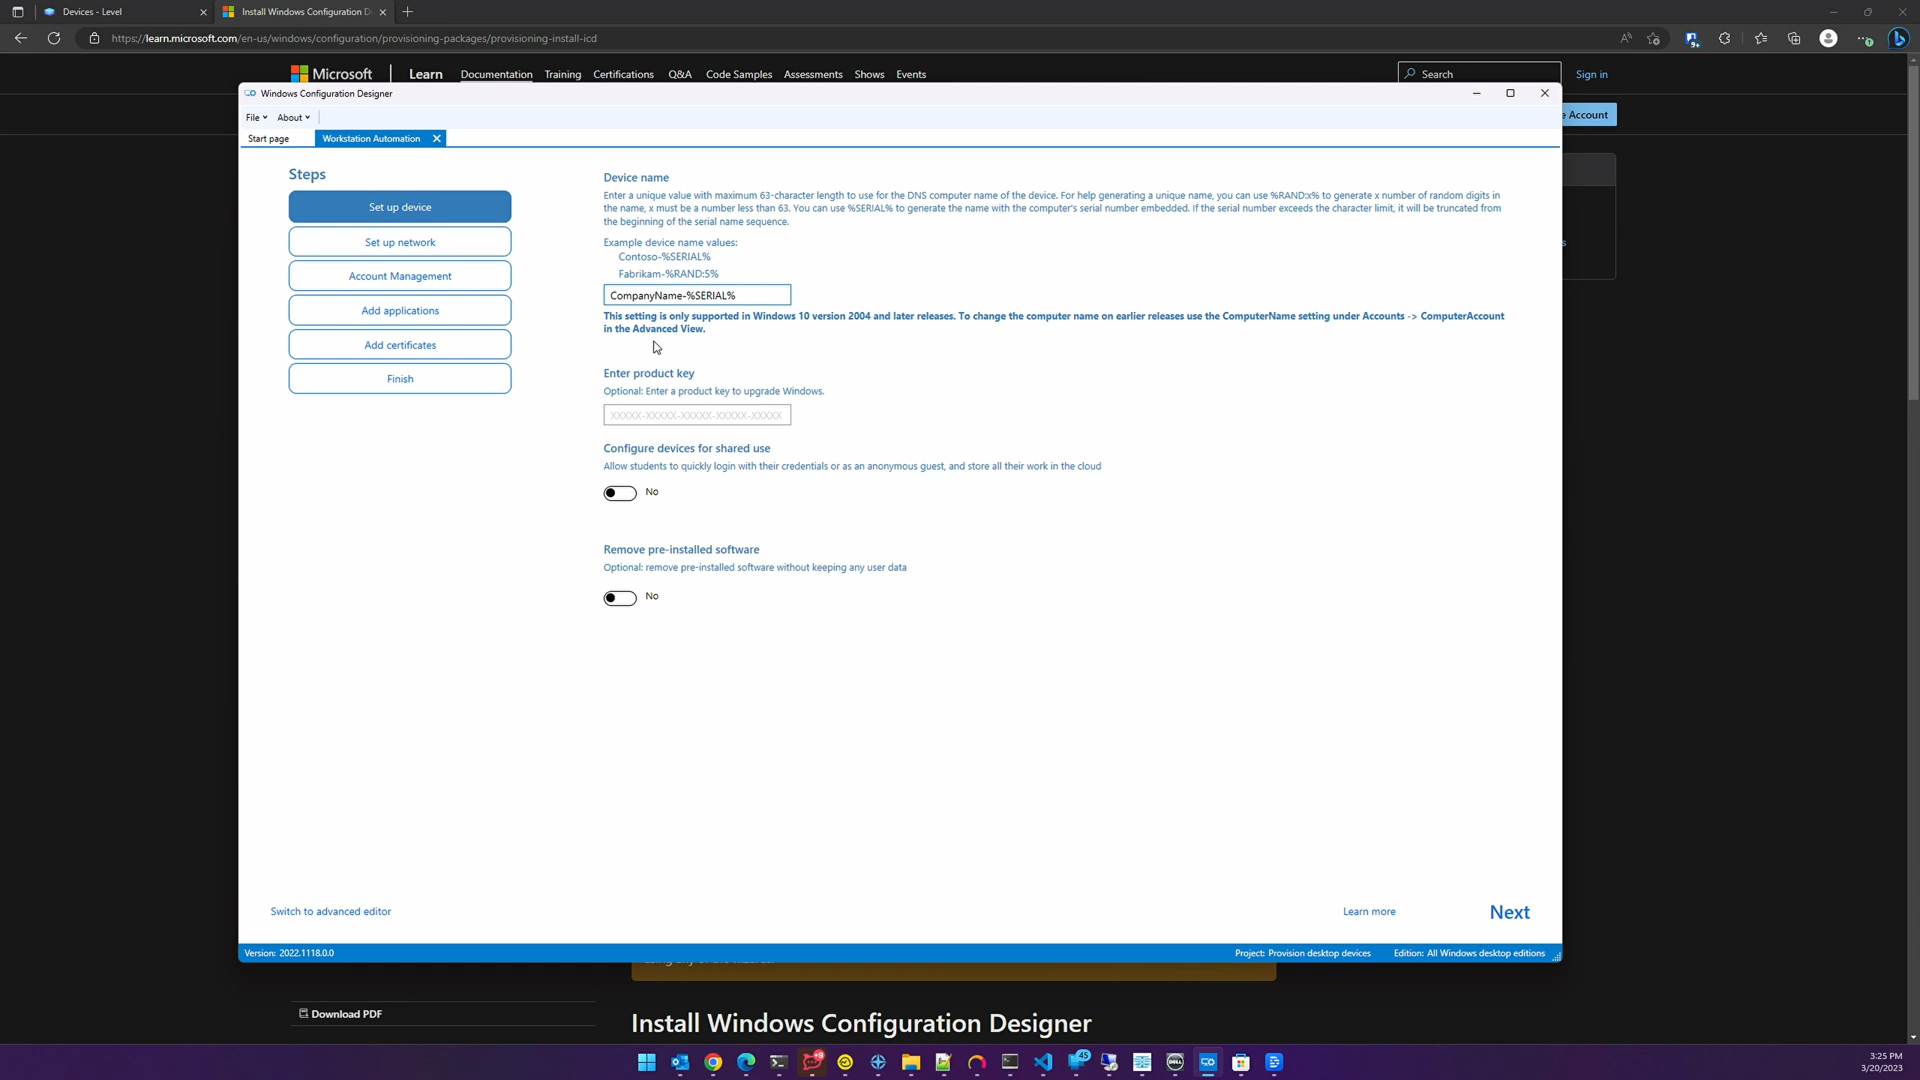 Devices - Level
Install Windows Configuration D
https://learn.microsoft.com/en-us/windows/configuration/provisioning-packages/provisioning-install-icd
Microsoft
Learn
Documentation
Training
Certifications
Q&A
Code Samples
Assessments
Shows
Events
Search
Sign in
Account
Windows Configuration Designer
File
About
Start page
Workstation Automation
Steps
Set up device
Set up network
Account Management
Add applications
Add certificates
Finish
Device name
Enter a unique value with maximum 63-character length to use for the DNS computer name of the device. For help generating a unique name, you can use %RAND:x% to generate x number of random digits in
the name, x must be a number less than 63. You can use %SERIAL% to generate the name with the computer's serial number embedded. If the serial number exceeds the character limit, it will be truncated from
the beginning of the serial name sequence.
Example device name values:
Contoso-%SERIAL%
Fabrikam-%RAND:5%
CompanyName-%SERIAL%
This setting is only supported in Windows 10 version 2004 and later releases. To change the computer name on earlier releases use the ComputerName setting under Accounts -> ComputerAccount
in the Advanced View.
Enter product key
Optional: Enter a product key to upgrade Windows.
XXXXX-XXXXX-XXXXX-XXXXX-XXXXX
Configure devices for shared use
Allow students to quickly login with their credentials or as an anonymous guest, and store all their work in the cloud
No
Remove pre-installed software
Optional: remove pre-installed software without keeping any user data
No
Switch to advanced editor
Learn more
Next
Version: 2022.1118.0.0
Project: Provision desktop devices
Edition: All Windows desktop editions
Download PDF
Install Windows Configuration Designer
45
DELL
3:25 PM
3/20/2023